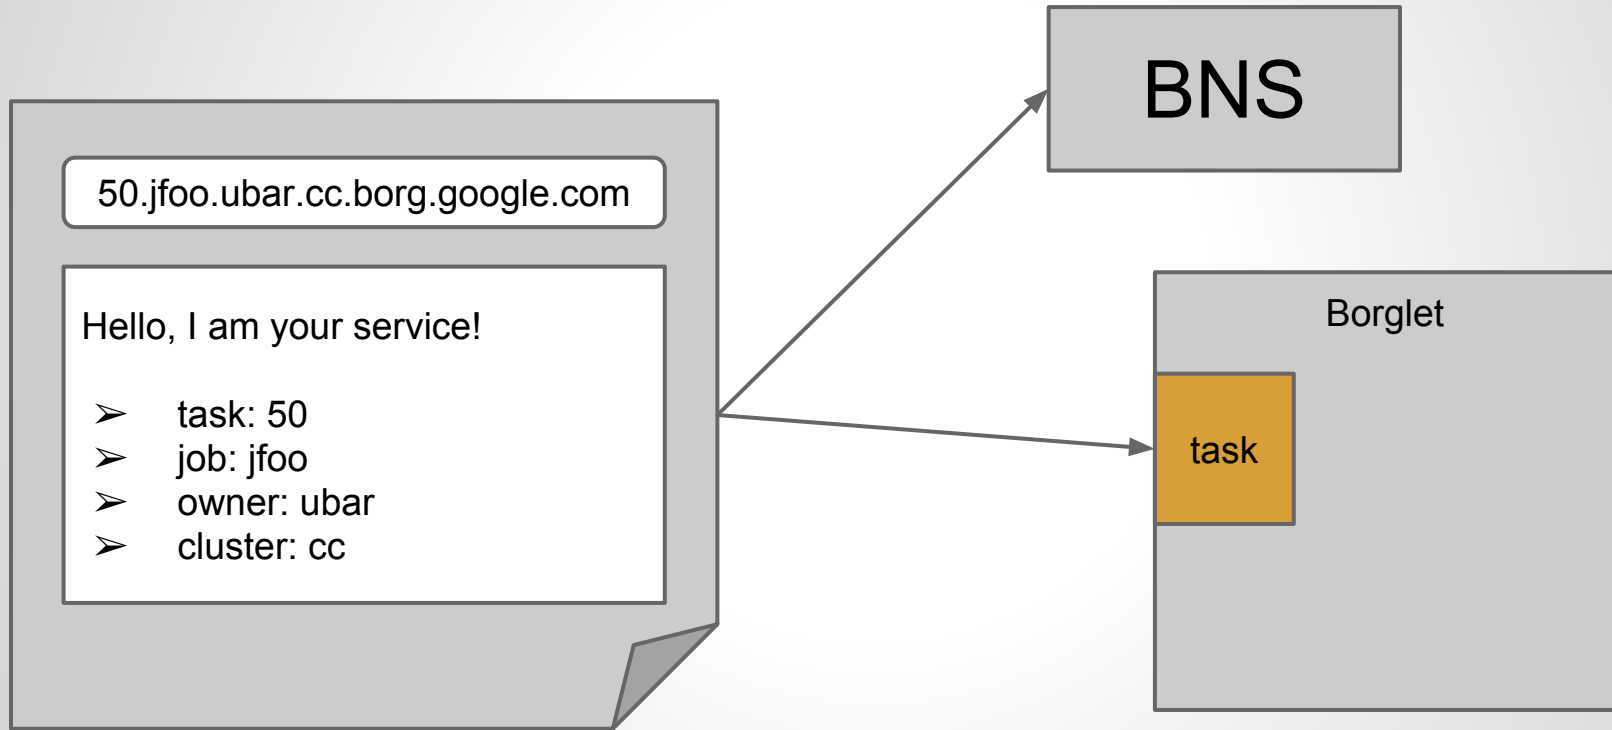 BNS
50.jfoo.ubar.cc.borg.google.com
Hello, I am your service!
➢ task: 50
➢ job: jfoo
➢ owner: ubar
➢ cluster: cc
Borglet
task